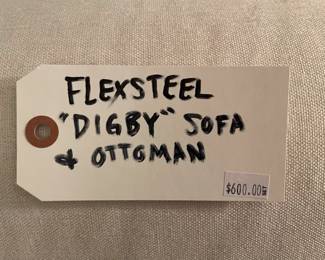 FLEXSTEEL
"DIGBY" SOFA
& OTTOMAN
$600.00